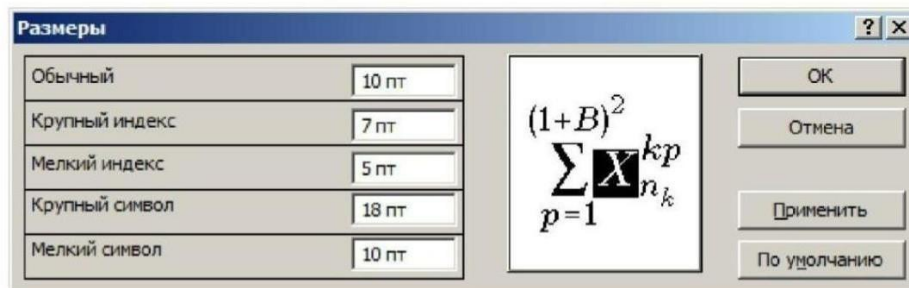 Размеры
Обычный 10 пт
Крупный индекс 7 пт
Мелкий индекс 5 пт
Крупный символ 18 пт
Мелкий символ 10 пт
(1+B)²
∑ X kp
n k
p=1
ОК
Отмена
Применить
По умолчанию